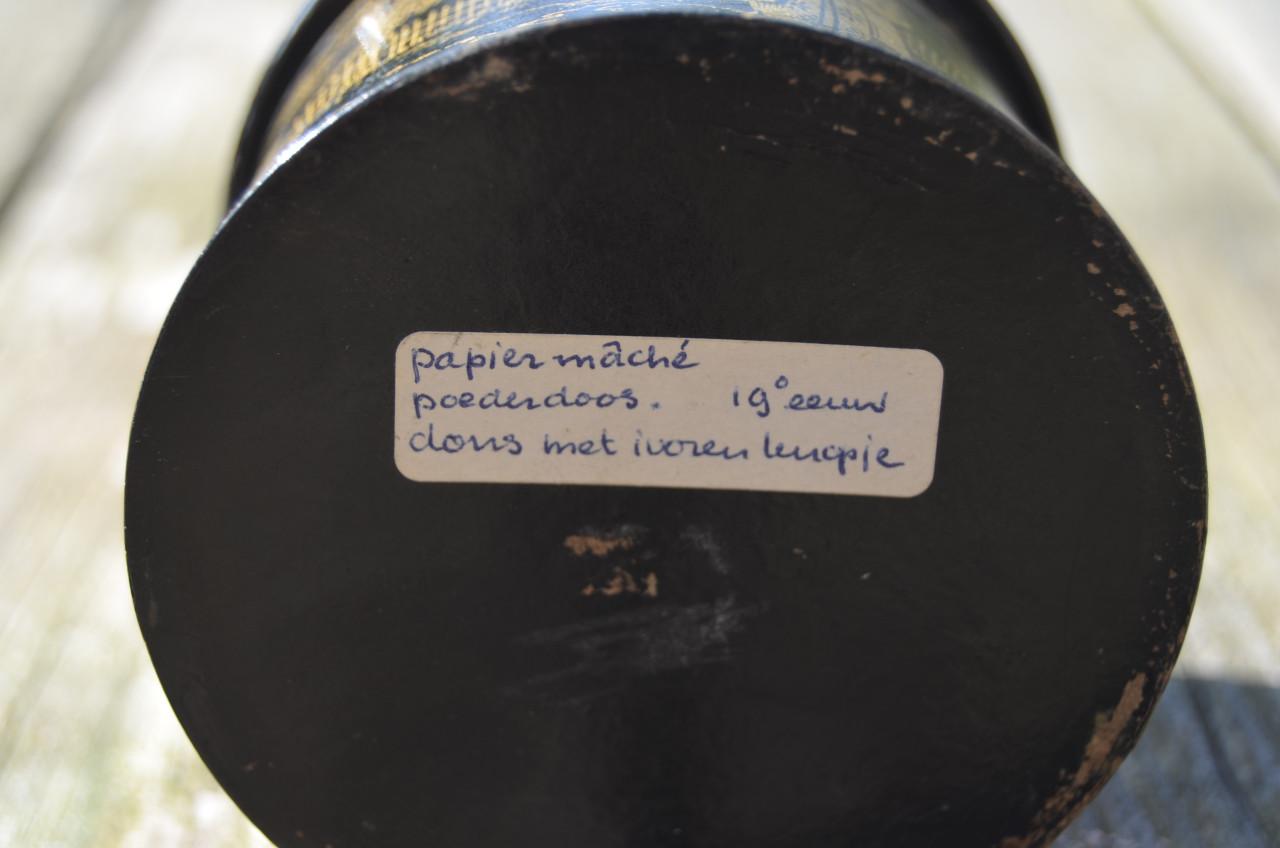 papier mâché
poederdoos. 19e eeuw
dons met ivoren knopje